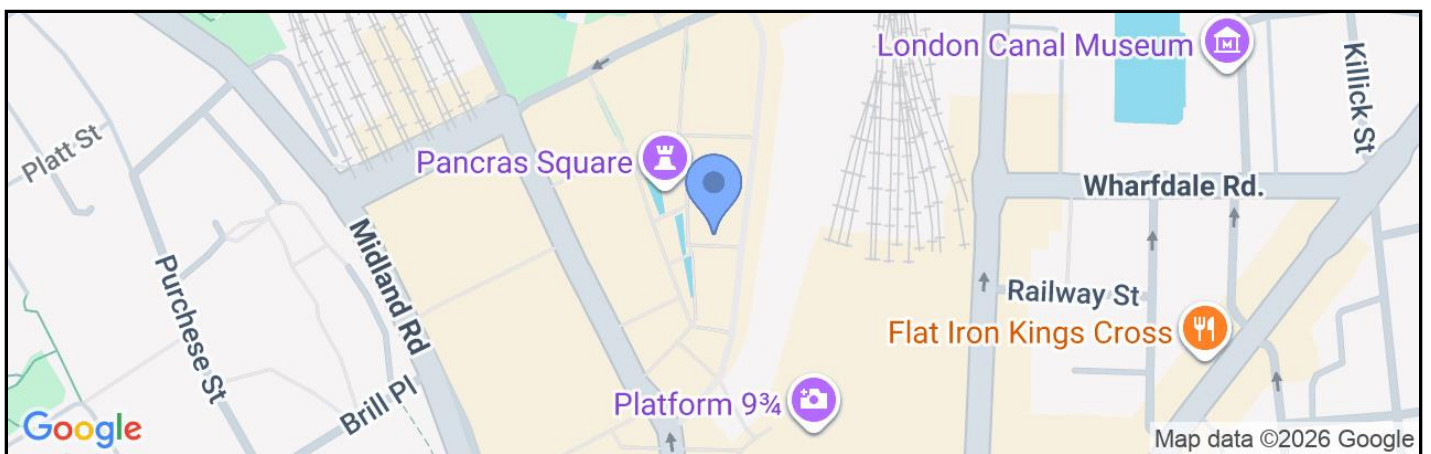 London Canal Museum
Killick St
Platt St
Pancras Square
Wharfdale Rd.
Midland Rd
Purchese St
Railway St
Flat Iron Kings Cross
Brill Pl
Platform 9¾
Google
Map data ©2026 Google